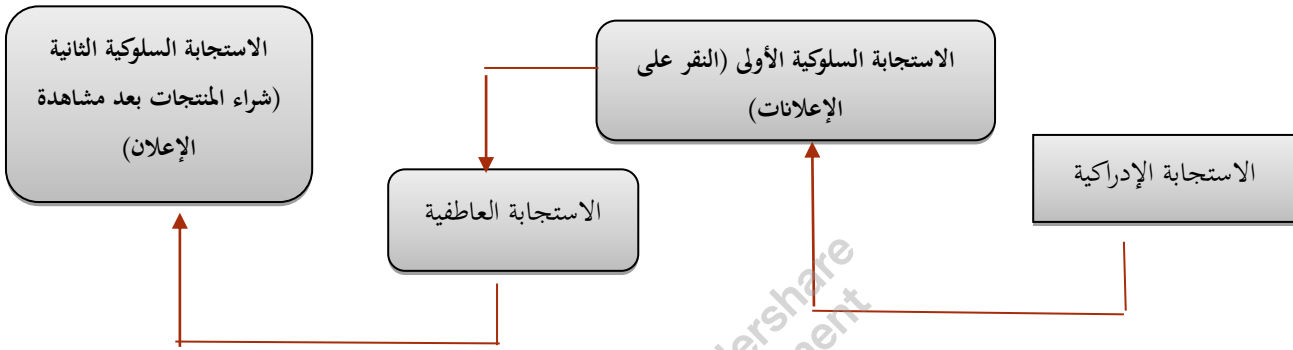 الاستجابة الإدراكية
الاستجابة السلوكية الأولى (النقر على
الإعلانات)
الاستجابة العاطفية
الاستجابة السلوكية الثانية
(شراء المنتجات بعد مشاهدة
الإعلان)